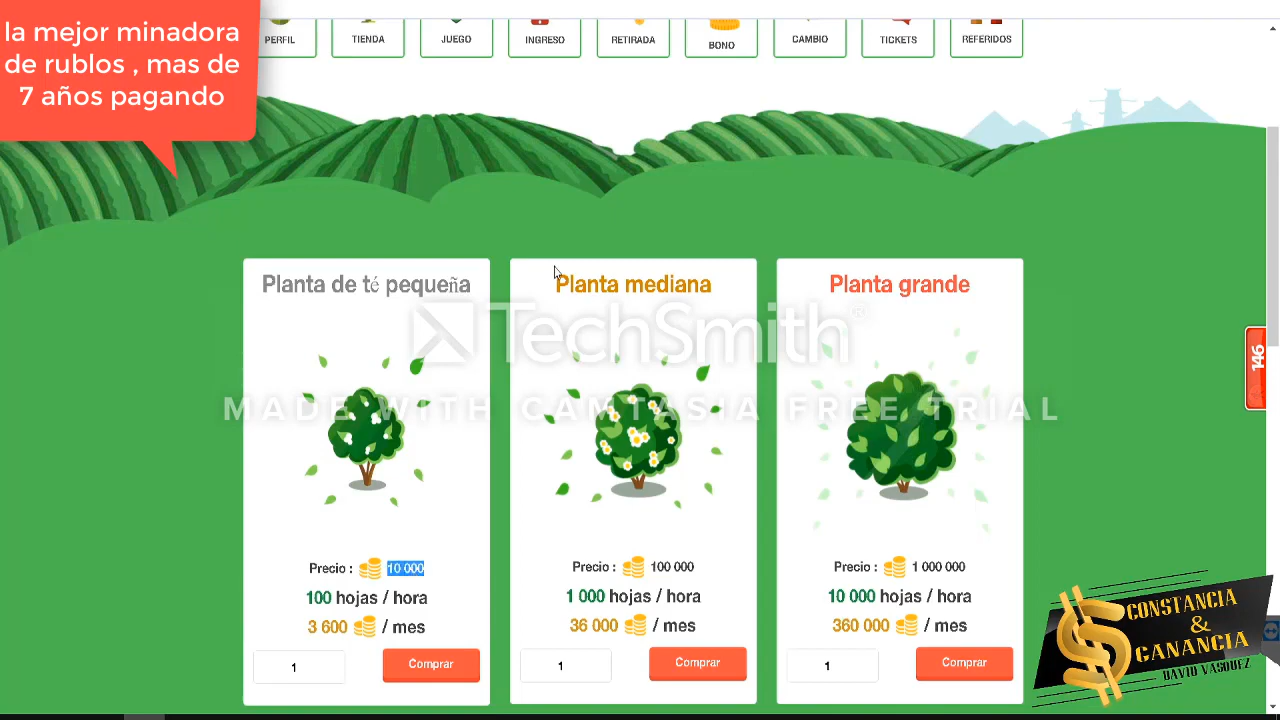 la mejor minadora
de rublos , mas de
7 años pagando
PERFIL
TIENDA
JUEGO
INGRESO
RETIRADA
BONO
CAMBIO
TICKETS
REFERIDOS
Planta de té pequeña
Planta mediana
Planta grande
TechSmith®
MADE WITH CAMTASIA FREE TRIAL
Precio : 10 000
100 hojas / hora
3 600 / mes
1
Comprar
Precio : 100 000
1 000 hojas / hora
36 000 / mes
1
Comprar
Precio : 1 000 000
10 000 hojas / hora
360 000 / mes
1
Comprar
146
CONSTANCIA
&
GANANCIA
DAVID VASQUEZ